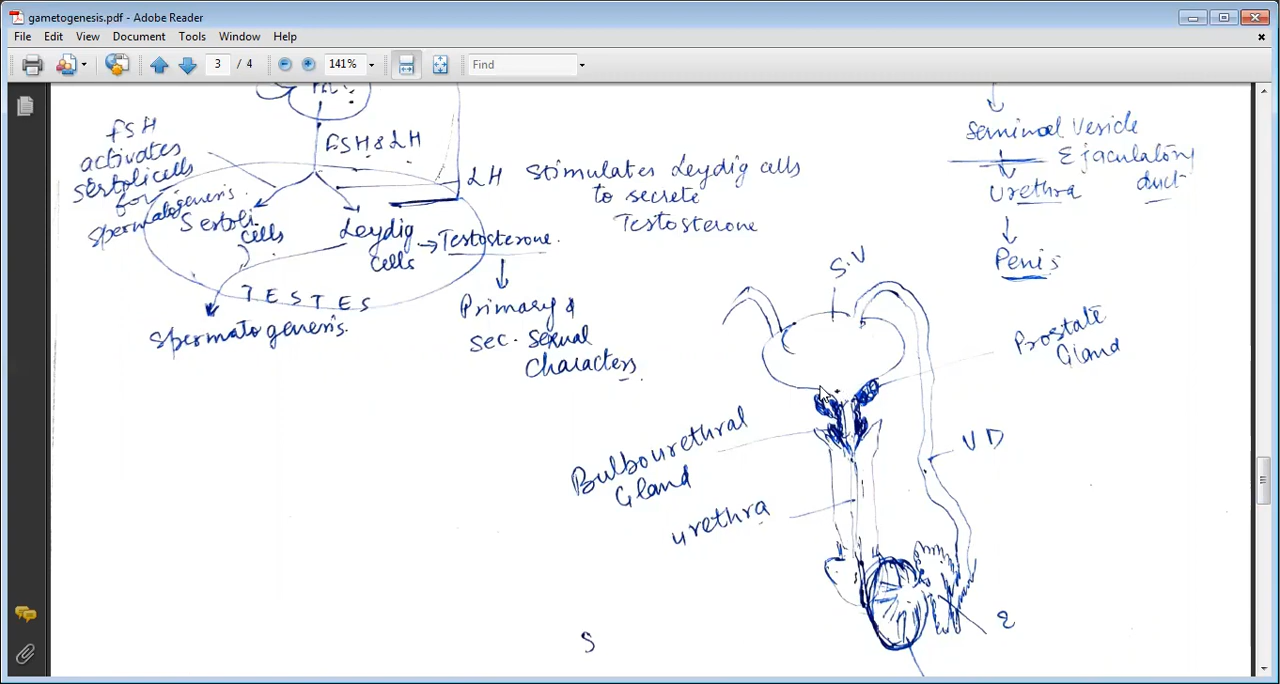 gametogenesis.pdf - Adobe Reader
File Edit View Document Tools Window Help
3 / 4 141% Find
FSH
activates
Sertoli cells
for
spermatogenesis.
FSH & LH
LH Stimulates Leydig cells
to secrete
Testosterone
Sertoli
cells
Leydig
cells
Testosterone.
TESTES
Spermatogenesis.
Primary &
Sec. Sexual
Characters
Seminal Vesicle
Ejaculatory
duct
Urethra
Penis
S.V
Prostate
Gland
Bulbourethral
Gland
VD
urethra
S